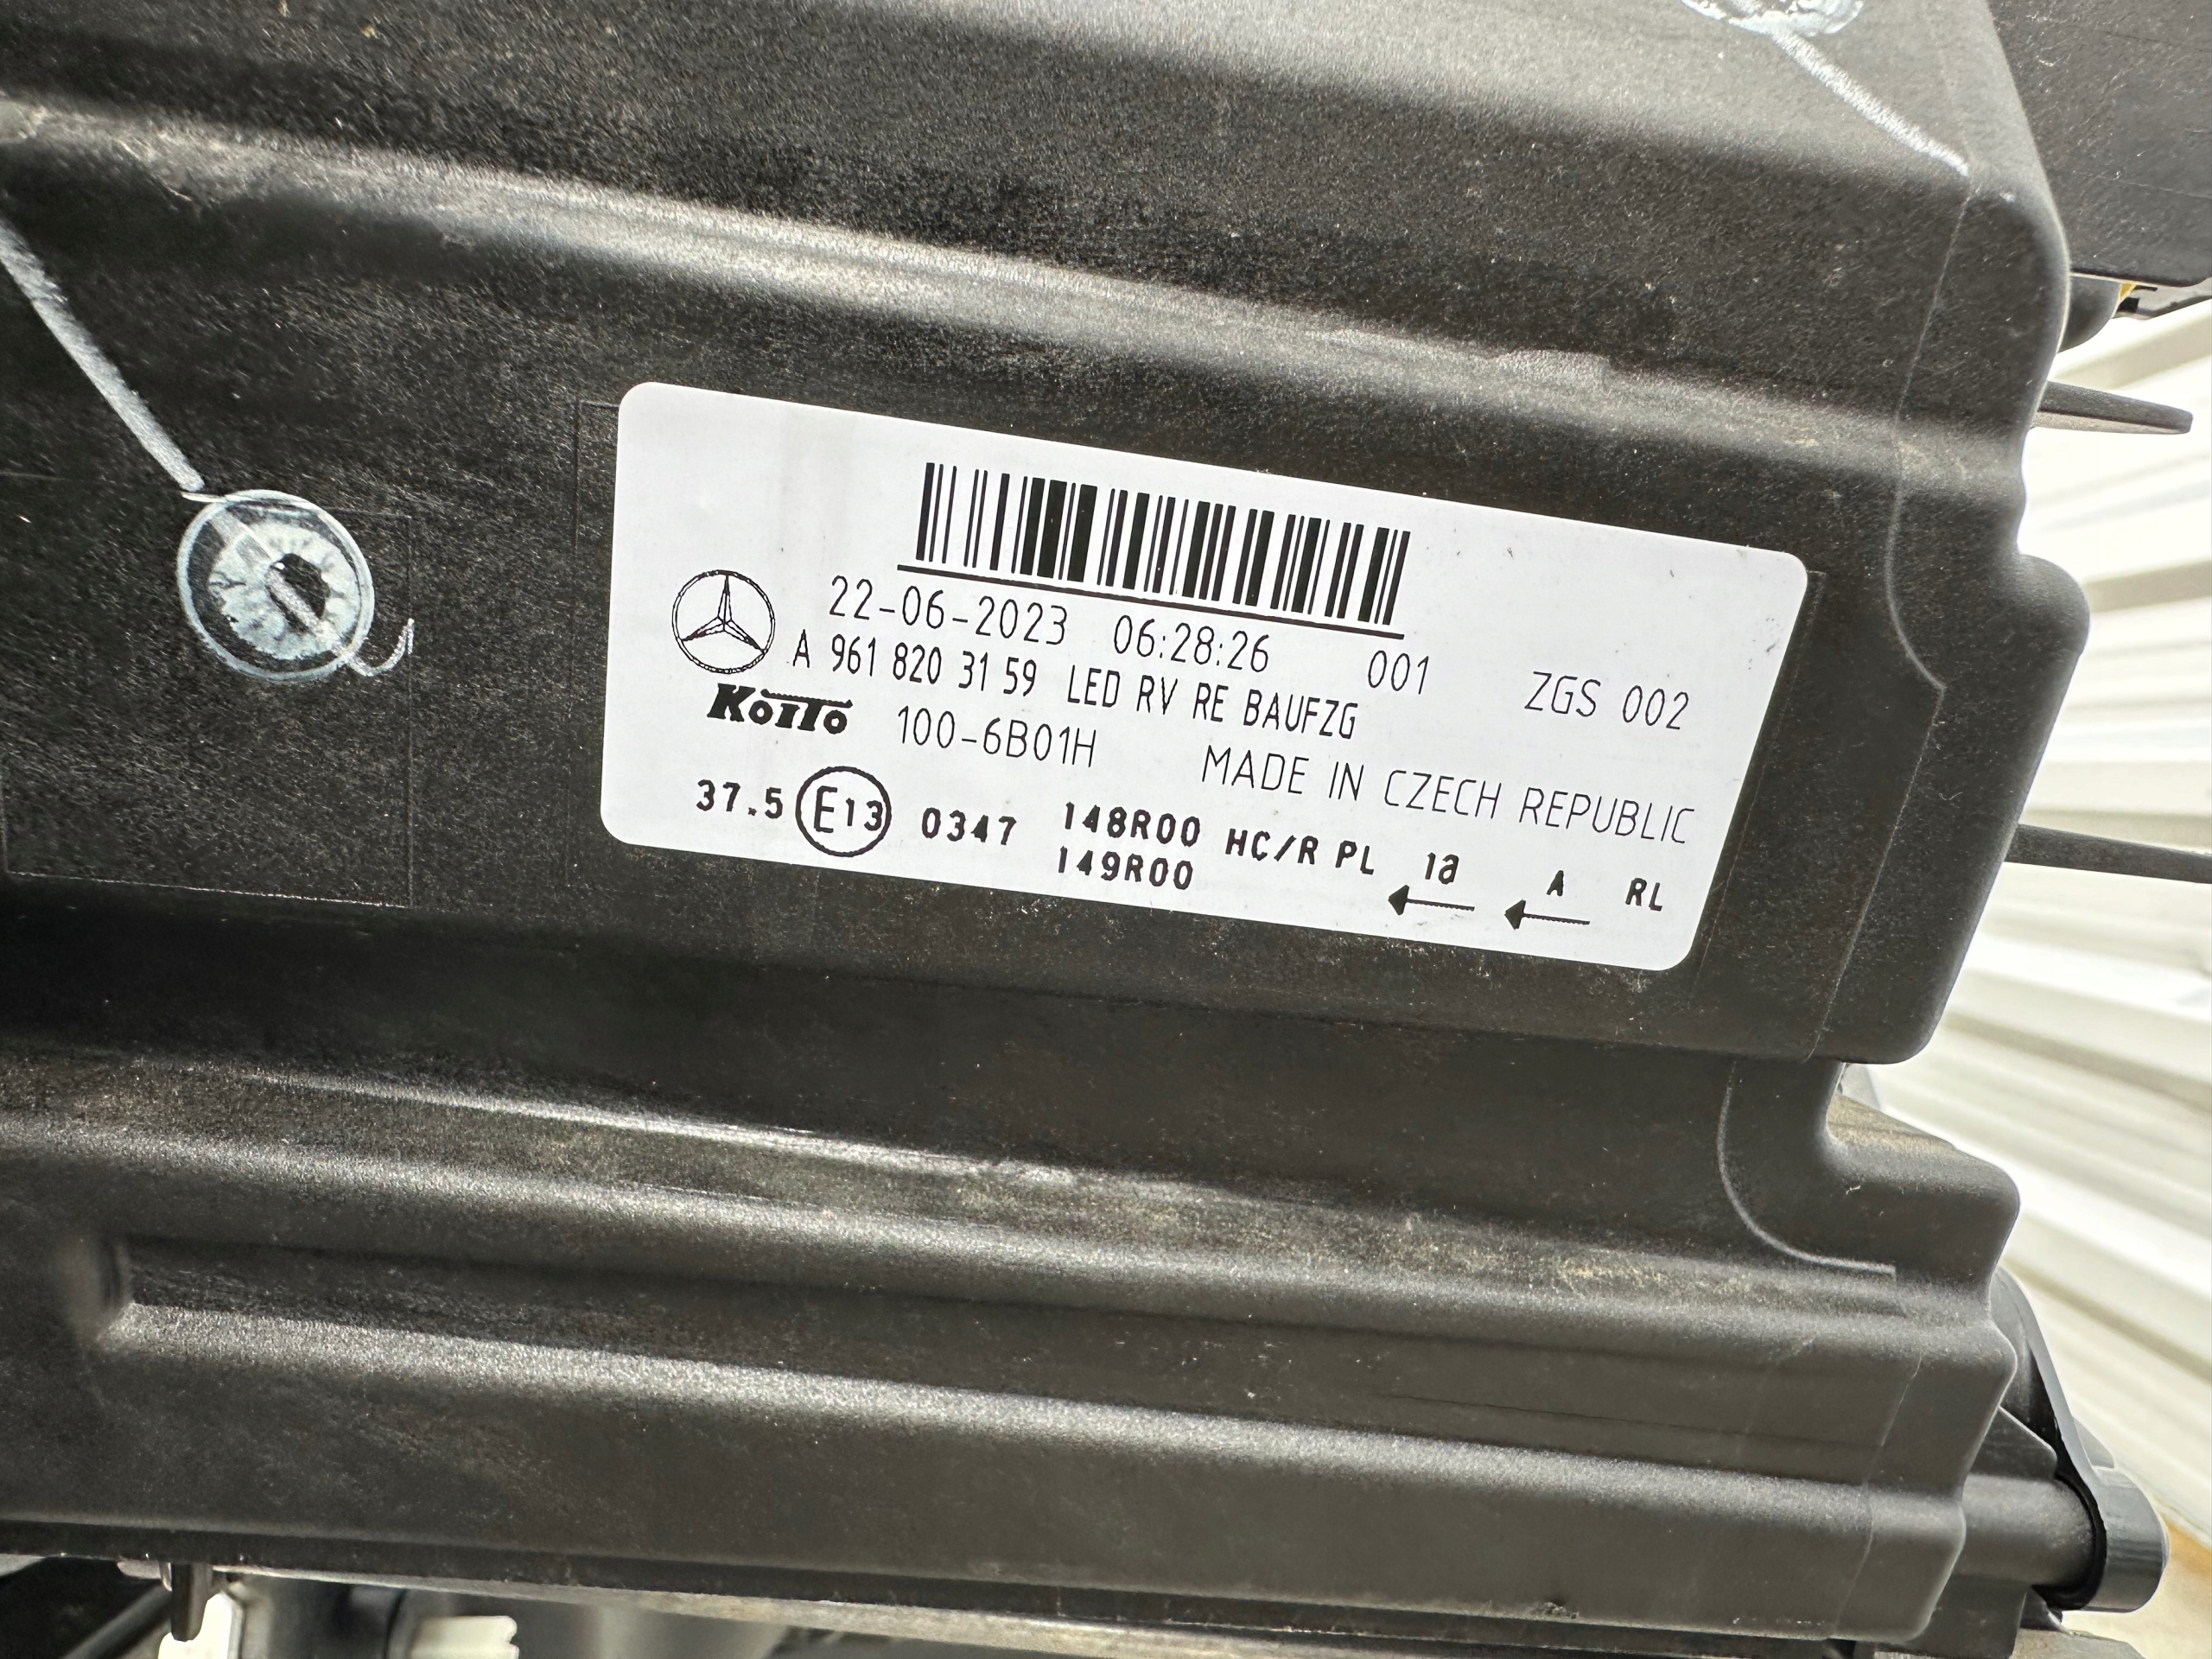 22-06-2023 06:28:26 001 ZGS 002
A 961 820 31 59 LED RV RE BAUFZG
KOITO 100-6B01H MADE IN CZECH REPUBLIC
37.5 E13 0347 148R00 HC/R PL 1a A RL
149R00